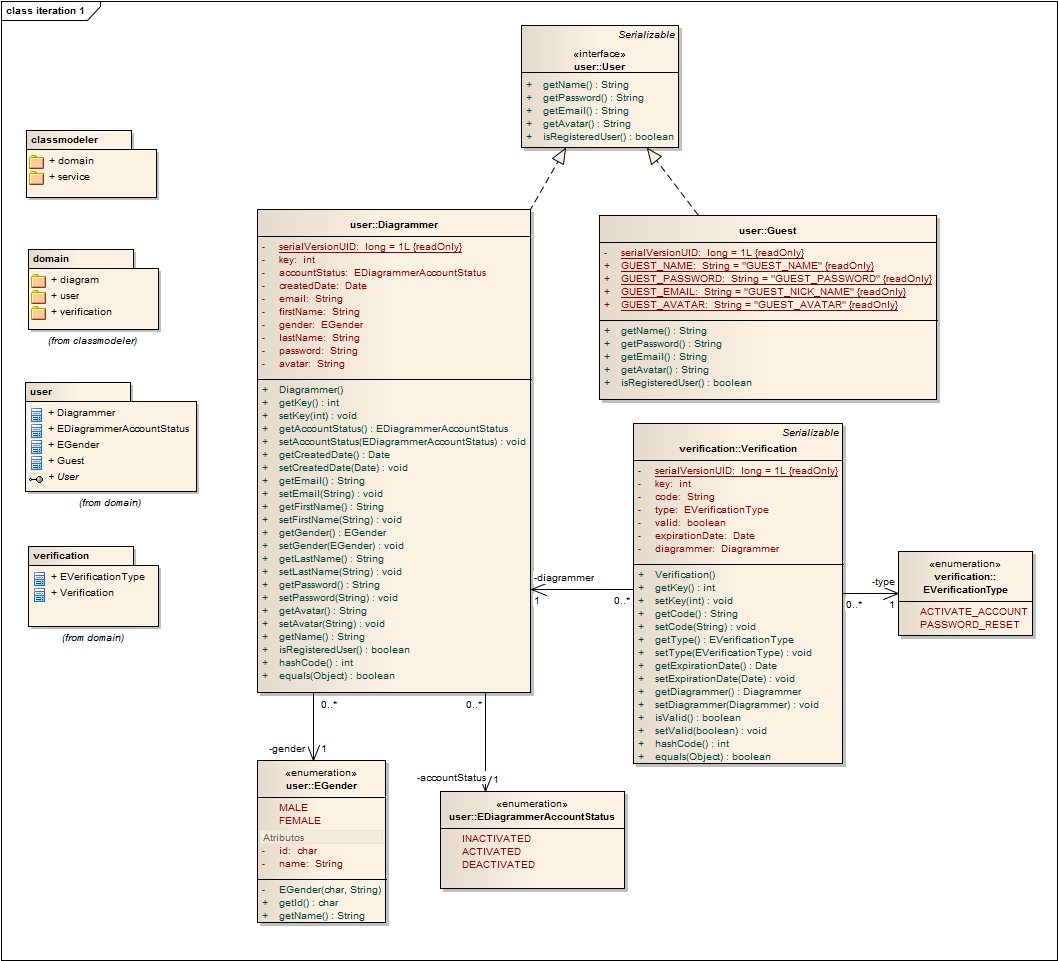 class iteration 1
Serializable
«interface»
user::User
+ getName() : String
+ getPassword() : String
+ getEmail() : String
+ getAvatar() : String
+ isRegisteredUser() : boolean
classmodeler
+ domain
+ service
domain
+ diagram
+ user
+ verification
(from classmodeler)
user
+ Diagrammer
+ EDiagrammerAccountStatus
+ EGender
+ Guest
+ User
(from domain)
verification
+ EVerificationType
+ Verification
(from domain)
user::Diagrammer
- serialVersionUID: long = 1L {readOnly}
- key: int
- accountStatus: EDiagrammerAccountStatus
- createdDate: Date
- email: String
- firstName: String
- gender: EGender
- lastName: String
- password: String
- avatar: String
+ Diagrammer()
+ getKey() : int
+ setKey(int) : void
+ getAccountStatus() : EDiagrammerAccountStatus
+ setAccountStatus(EDiagrammerAccountStatus) : void
+ getCreatedDate() : Date
+ setCreatedDate(Date) : void
+ getEmail() : String
+ setEmail(String) : void
+ getFirstName() : String
+ setFirstName(String) : void
+ getGender() : EGender
+ setGender(EGender) : void
+ getLastName() : String
+ setLastName(String) : void
+ getPassword() : String
+ setPassword(String) : void
+ getAvatar() : String
+ setAvatar(String) : void
+ getName() : String
+ isRegisteredUser() : boolean
+ hashCode() : int
+ equals(Object) : boolean
user::Guest
- serialVersionUID: long = 1L {readOnly}
+ GUEST_NAME: String = "GUEST_NAME" {readOnly}
+ GUEST_PASSWORD: String = "GUEST_PASSWORD" {readOnly}
+ GUEST_EMAIL: String = "GUEST_NICK_NAME" {readOnly}
+ GUEST_AVATAR: String = "GUEST_AVATAR" {readOnly}
+ getName() : String
+ getPassword() : String
+ getEmail() : String
+ getAvatar() : String
+ isRegisteredUser() : boolean
Serializable
verification::Verification
- serialVersionUID: long = 1L {readOnly}
- key: int
- code: String
- type: EVerificationType
- valid: boolean
- expirationDate: Date
- diagrammer: Diagrammer
+ Verification()
+ getKey() : int
+ setKey(int) : void
+ getCode() : String
+ setCode(String) : void
+ getType() : EVerificationType
+ setType(EVerificationType) : void
+ getExpirationDate() : Date
+ setExpirationDate(Date) : void
+ getDiagrammer() : Diagrammer
+ setDiagrammer(Diagrammer) : void
+ isValid() : boolean
+ setValid(boolean) : void
+ hashCode() : int
+ equals(Object) : boolean
-diagrammer
1
0..*
-type
0..*
1
«enumeration»
verification::
EVerificationType
ACTIVATE_ACCOUNT
PASSWORD_RESET
0..*
-gender
1
0..*
-accountStatus
1
«enumeration»
user::EGender
MALE
FEMALE
Atributos
- id: char
- name: String
- EGender(char, String)
+ getId() : char
+ getName() : String
«enumeration»
user::EDiagrammerAccountStatus
INACTIVATED
ACTIVATED
DEACTIVATED